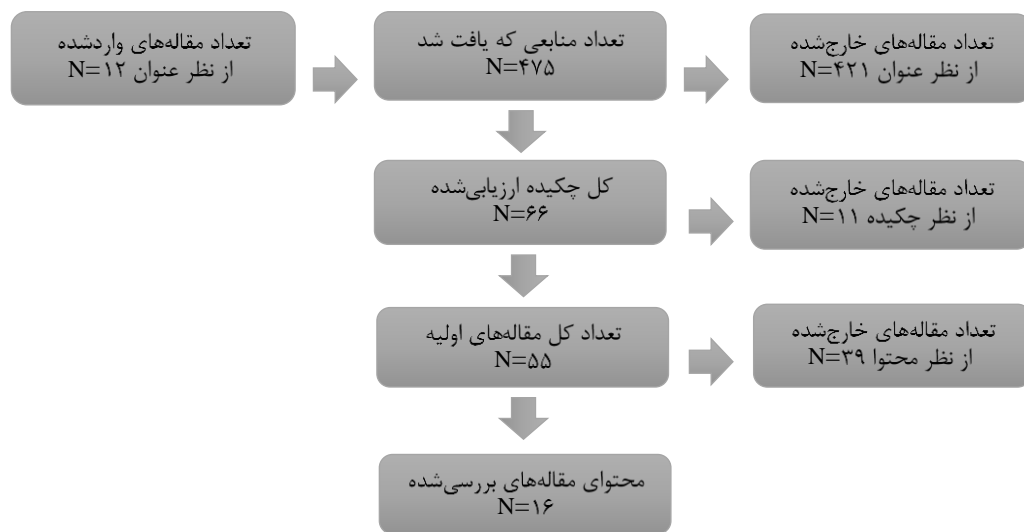 تعداد منابعی که یافت شد
N=۴۷۵
تعداد مقاله‌های خارج‌شده
از نظر عنوان N=۴۲۱
تعداد مقاله‌های واردشده
از نظر عنوان N=۱۲
کل چکیده ارزیابی‌شده
N=۶۶
تعداد مقاله‌های خارج‌شده
از نظر چکیده N=۱۱
تعداد کل مقاله‌های اولیه
N=۵۵
تعداد مقاله‌های خارج‌شده
از نظر محتوا N=۳۹
محتوای مقاله‌های بررسی‌شده
N=۱۶